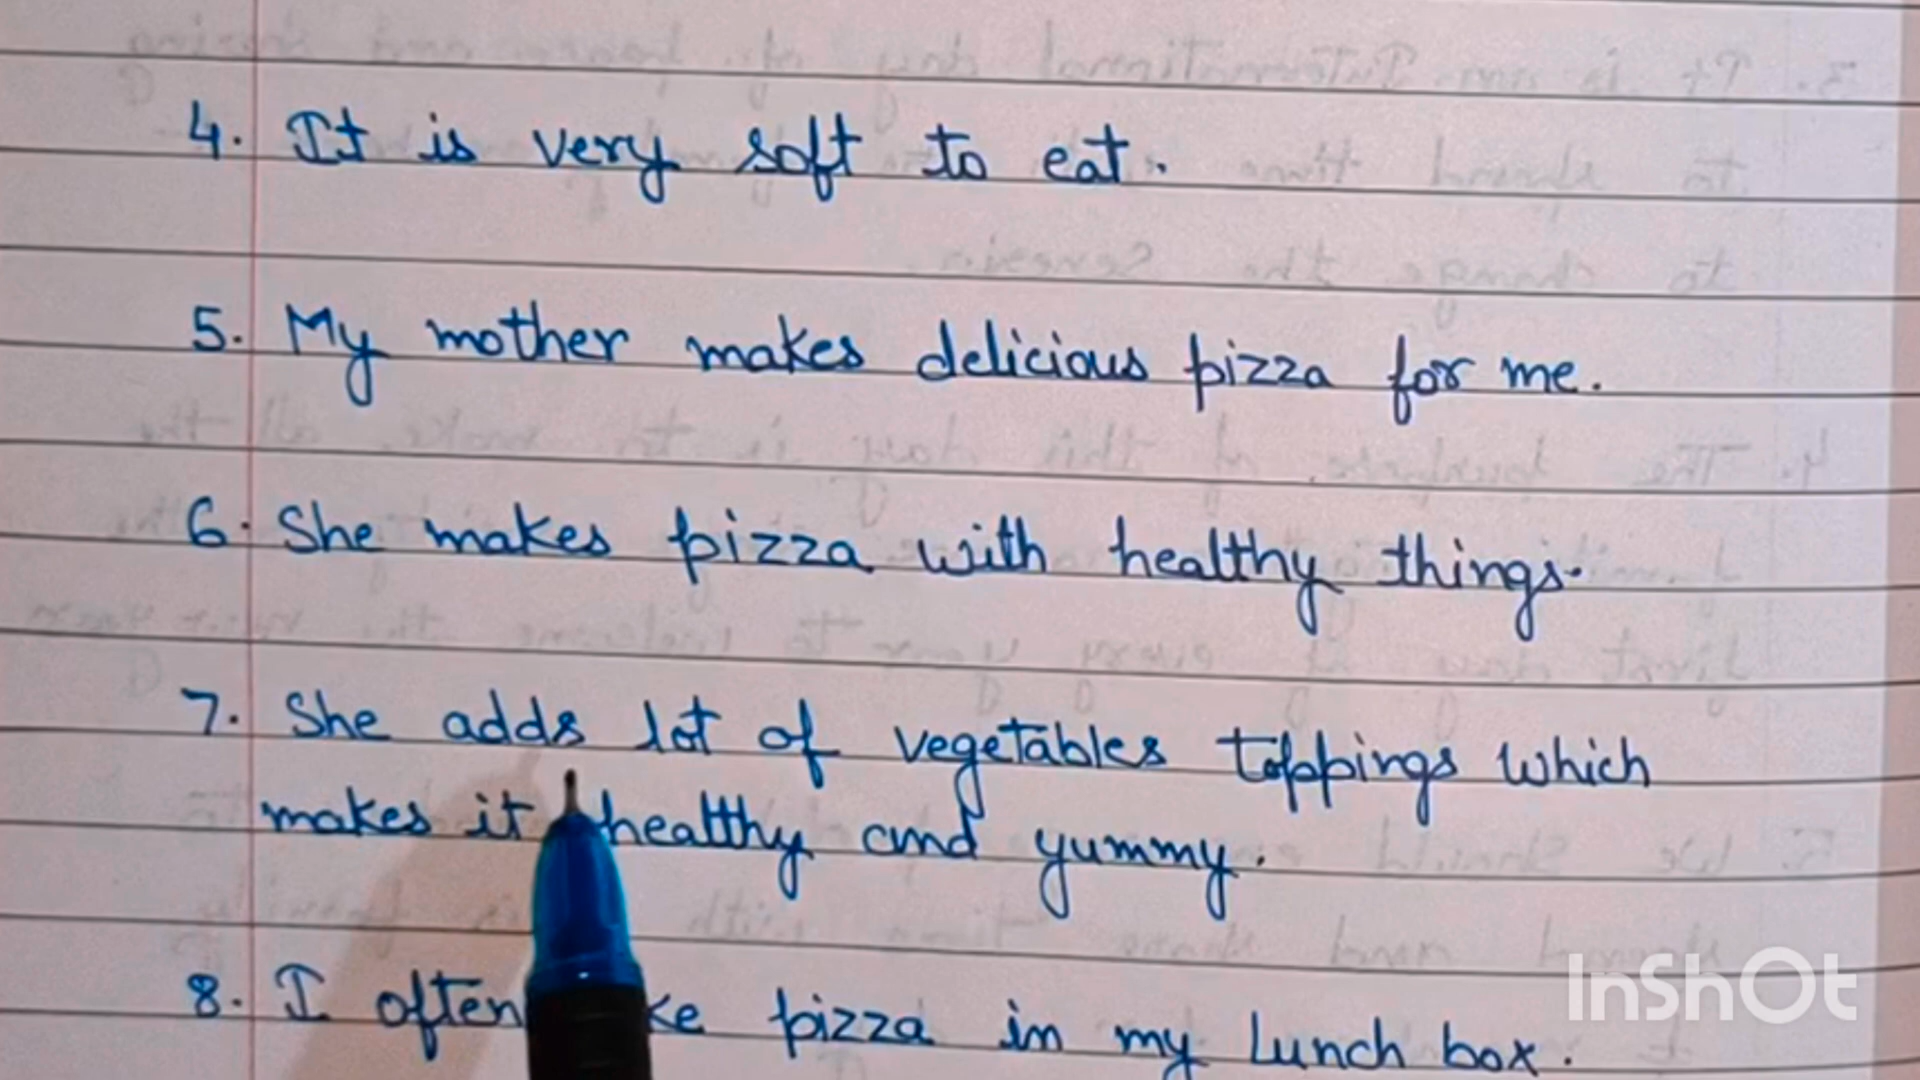 4. It is very soft to eat.
5. My mother makes delicious pizza for me.
6. She makes pizza with healthy things.
7. She adds lot of vegetables toppings which
makes it healthy and yummy.
8. I often pizza in my lunch box.
InShOt